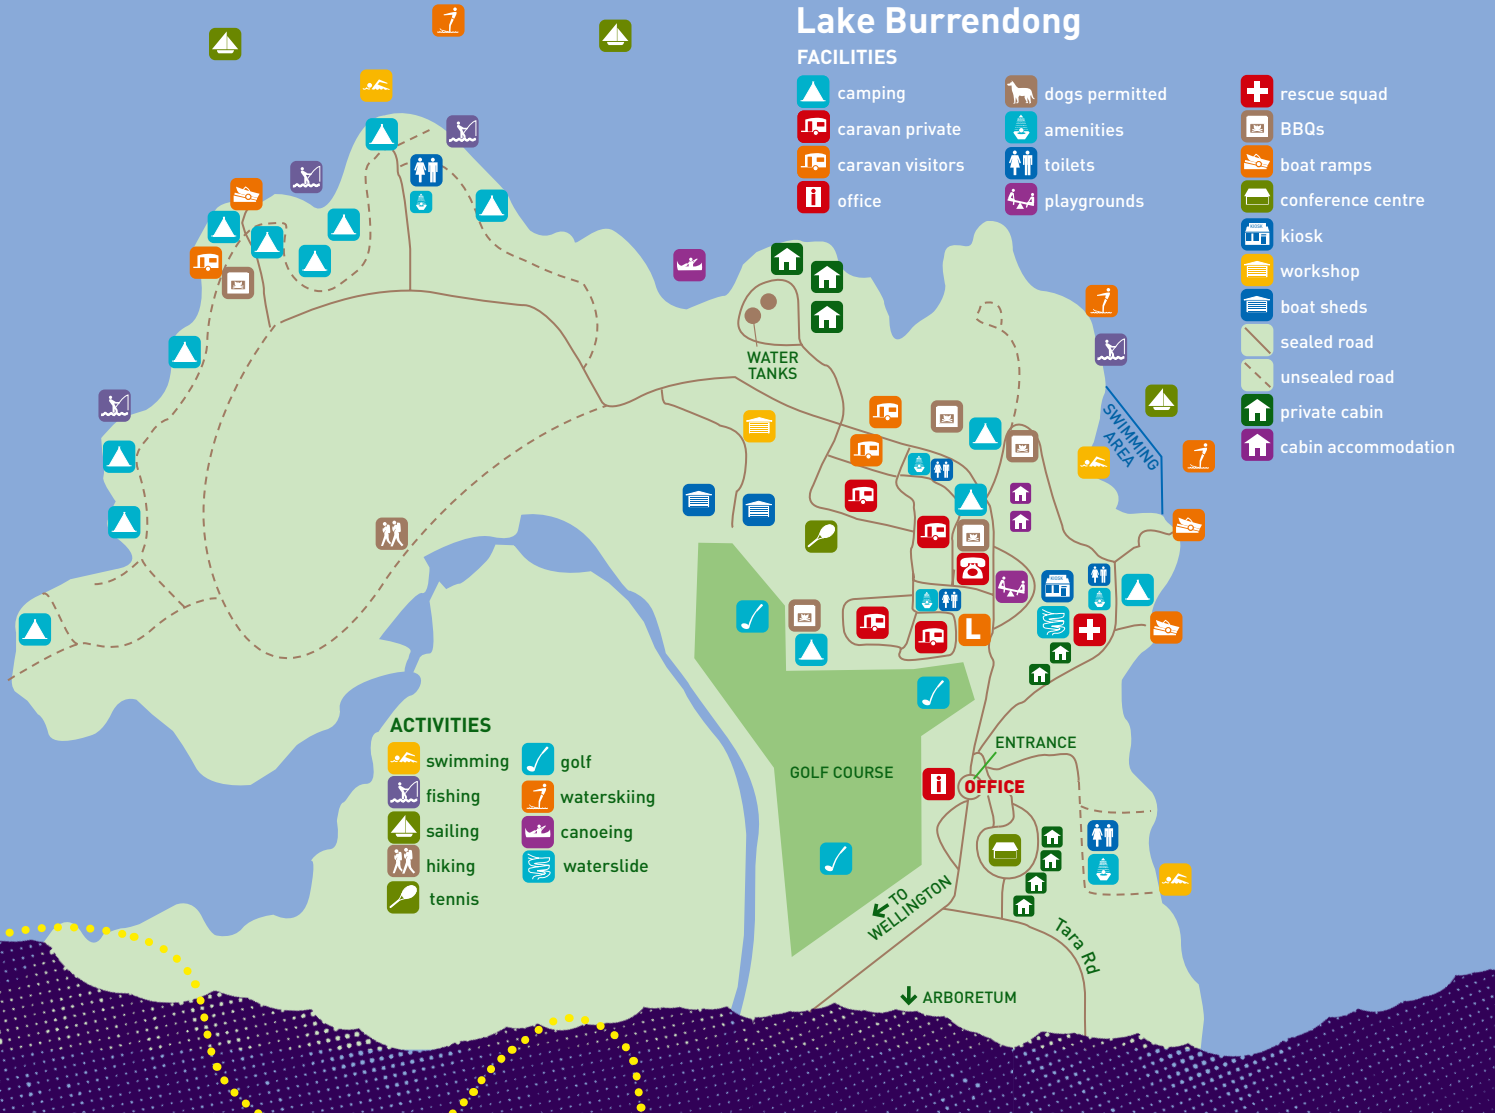 Lake Burrendong
FACILITIES
camping
caravan private
caravan visitors
office
dogs permitted
amenities
toilets
playgrounds
rescue squad
BBQs
boat ramps
conference centre
KIOSK
kiosk
workshop
boat sheds
sealed road
unsealed road
private cabin
cabin accommodation
WATER
TANKS
SWIMMING
AREA
KIOSK
L
ACTIVITIES
swimming
fishing
sailing
hiking
tennis
golf
waterskiing
canoeing
waterslide
GOLF COURSE
ENTRANCE
i OFFICE
TO
WELLINGTON
Tara Rd
ARBORETUM